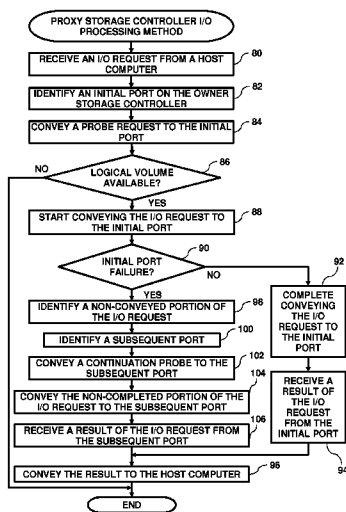 PROXY STORAGE CONTROLLER I/O
PROCESSING METHOD
80
RECEIVE AN I/O REQUEST FROM A HOST
COMPUTER
82
IDENTIFY AN INITIAL PORT ON THE OWNER
STORAGE CONTROLLER
84
CONVEY A PROBE REQUEST TO THE INITIAL
PORT
86
NO
LOGICAL VOLUME
AVAILABLE?
YES
88
START CONVEYING THE I/O REQUEST TO
THE INITIAL PORT
90
INITIAL PORT
FAILURE?
NO
92
YES
98
IDENTIFY A NON-CONVEYED PORTION OF
THE I/O REQUEST
100
IDENTIFY A SUBSEQUENT PORT
102
CONVEY A CONTINUATION PROBE TO THE
SUBSEQUENT PORT
104
CONVEY THE NON-COMPLETED PORTION OF THE
I/O REQUEST TO THE SUBSEQUENT PORT
106
RECEIVE A RESULT OF THE I/O REQUEST FROM
THE SUBSEQUENT PORT
COMPLETE
CONVEYING
THE I/O
REQUEST TO
THE INITIAL
PORT
RECEIVE A
RESULT OF
THE I/O
REQUEST
FROM THE
INITIAL PORT
94
96
CONVEY THE RESULT TO THE HOST COMPUTER
END